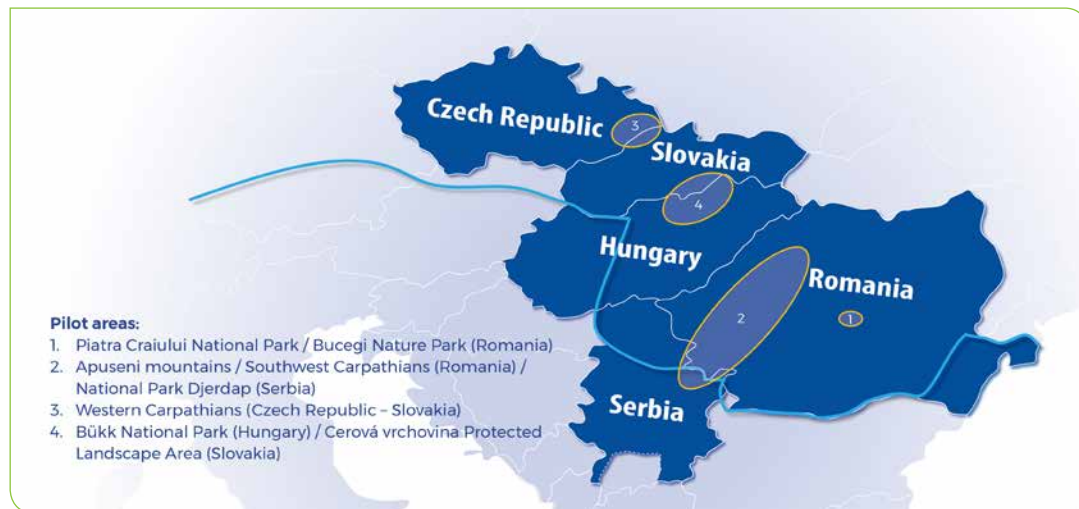 Czech Republic
3
Slovakia
4
Hungary
Romania
2
1
Serbia
Pilot areas:
1. Piatra Craiului National Park / Bucegi Nature Park (Romania)
2. Apuseni mountains / Southwest Carpathians (Romania) /
National Park Djerdap (Serbia)
3. Western Carpathians (Czech Republic – Slovakia)
4. Bükk National Park (Hungary) / Cerová vrchovina Protected
Landscape Area (Slovakia)